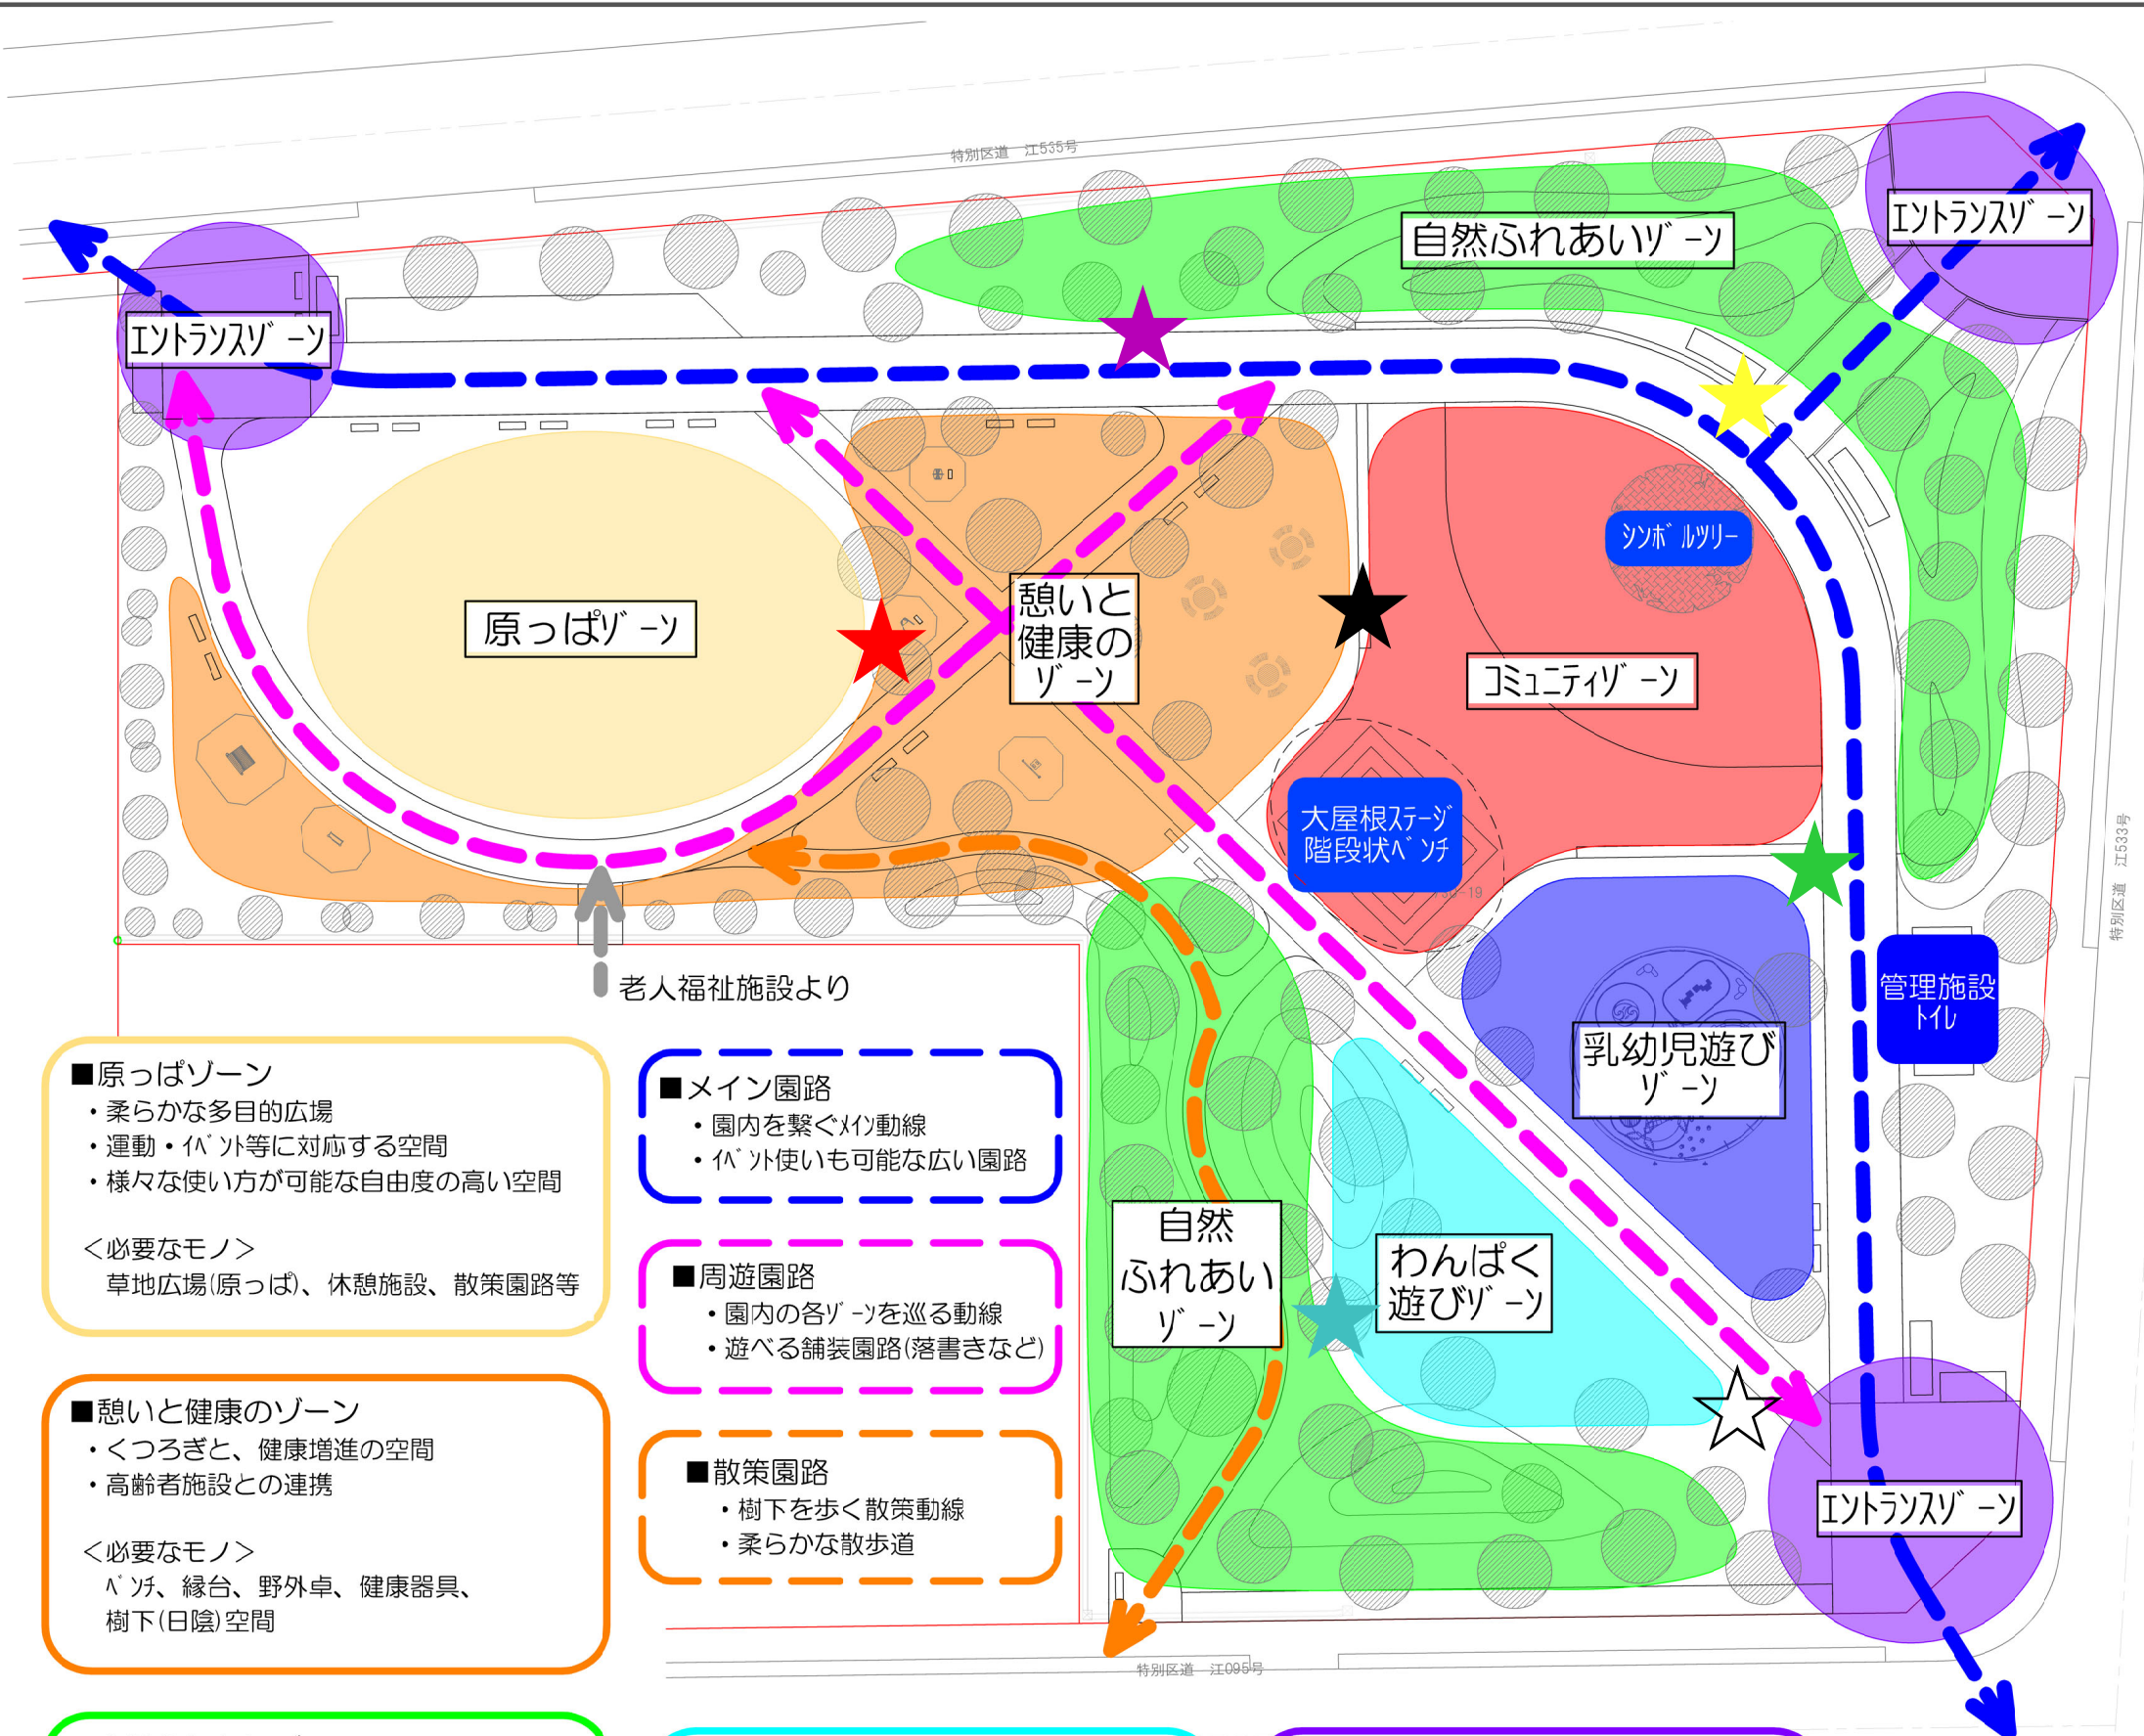 特別区道 江535号
自然ふれあいｿﾞｰﾝ
ｴﾝﾄﾗﾝｽｿﾞｰﾝ
ｴﾝﾄﾗﾝｽｿﾞｰﾝ
ｼﾝﾎﾞﾙﾂﾘｰ
原っぱｿﾞｰﾝ
憩いと
健康の
ｿﾞｰﾝ
ｺﾐｭﾆﾃｨｿﾞｰﾝ
大屋根ｽﾃｰｼﾞ
階段状ﾍﾞﾝﾁ
特別区道 江533号
管理施設
ﾄｲﾚ
老人福祉施設より
乳幼児遊び
ｿﾞｰﾝ
自然
ふれあい
ｿﾞｰﾝ
わんぱく
遊びｿﾞｰﾝ
ｴﾝﾄﾗﾝｽｿﾞｰﾝ
特別区道 江095号
■原っぱゾーン
・柔らかな多目的広場
・運動・ｲﾍﾞﾝﾄ等に対応する空間
・様々な使い方が可能な自由度の高い空間
＜必要なモノ＞
草地広場(原っぱ)、休憩施設、散策園路等
■憩いと健康のゾーン
・くつろぎと、健康増進の空間
・高齢者施設との連携
＜必要なモノ＞
ﾍﾞﾝﾁ、縁台、野外卓、健康器具、
樹下(日陰)空間
■メイン園路
・園内を繋ぐﾒｲﾝ動線
・ｲﾍﾞﾝﾄ使いも可能な広い園路
■周遊園路
・園内の各ｿﾞｰﾝを巡る動線
・遊べる舗装園路(落書きなど)
■散策園路
・樹下を歩く散策動線
・柔らかな散歩道